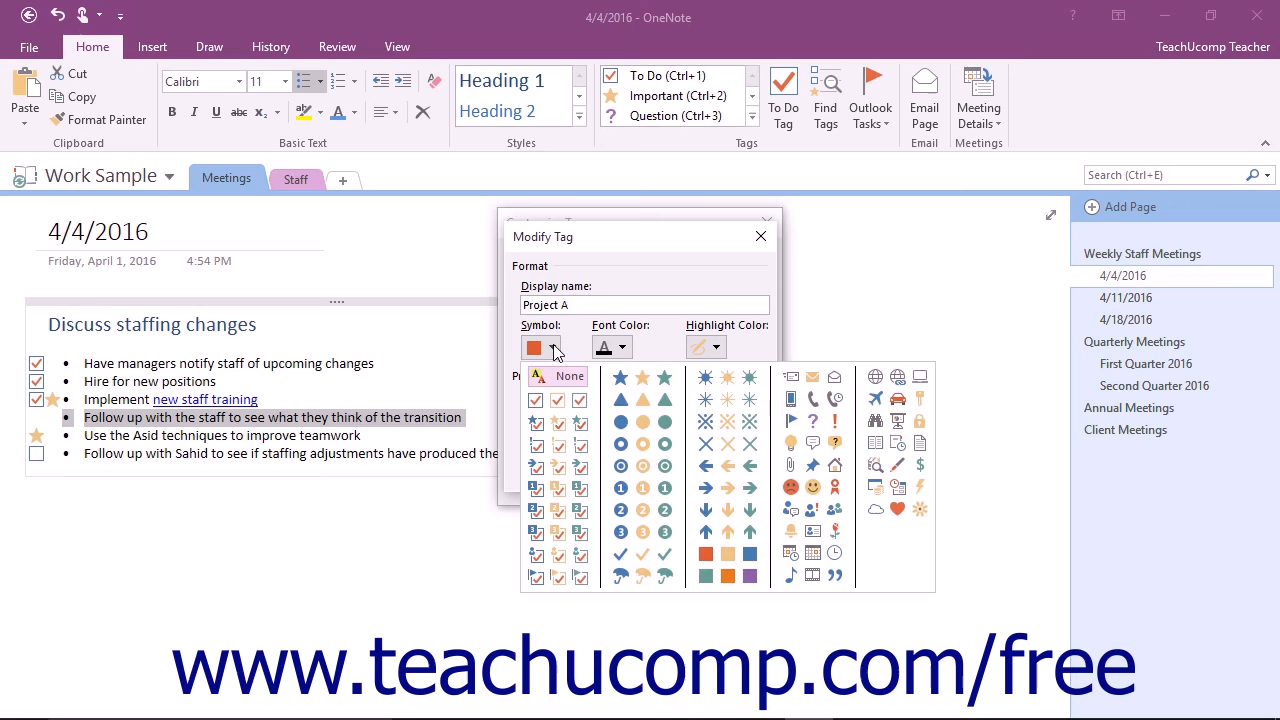 4/4/2016 - OneNote
?
File Home Insert Draw History Review View
TeachUcomp Teacher
Paste
Cut
Copy
Format Painter
Clipboard
Calibri 11
B I U abc x₂ A
Basic Text
Heading 1
Heading 2
Styles
To Do (Ctrl+1)
Important (Ctrl+2)
? Question (Ctrl+3)
To Do Tag
Find Tags
Outlook Tasks
Tags
Email Page
Email
Meeting Details
Meetings
Work Sample
Meetings
Staff
+
Search (Ctrl+E)
4/4/2016
Friday, April 1, 2016 4:54 PM
Discuss staffing changes
• Have managers notify staff of upcoming changes
• Hire for new positions
• Implement new staff training
• Follow up with the staff to see what they think of the transition
• Use the Asid techniques to improve teamwork
• Follow up with Sahid to see if staffing adjustments have produced the
Modify Tag
Format
Display name:
Project A
Symbol: Font Color: Highlight Color:
A
None
Add Page
Weekly Staff Meetings
4/4/2016
4/11/2016
4/18/2016
Quarterly Meetings
First Quarter 2016
Second Quarter 2016
Annual Meetings
Client Meetings
www.teachucomp.com/free